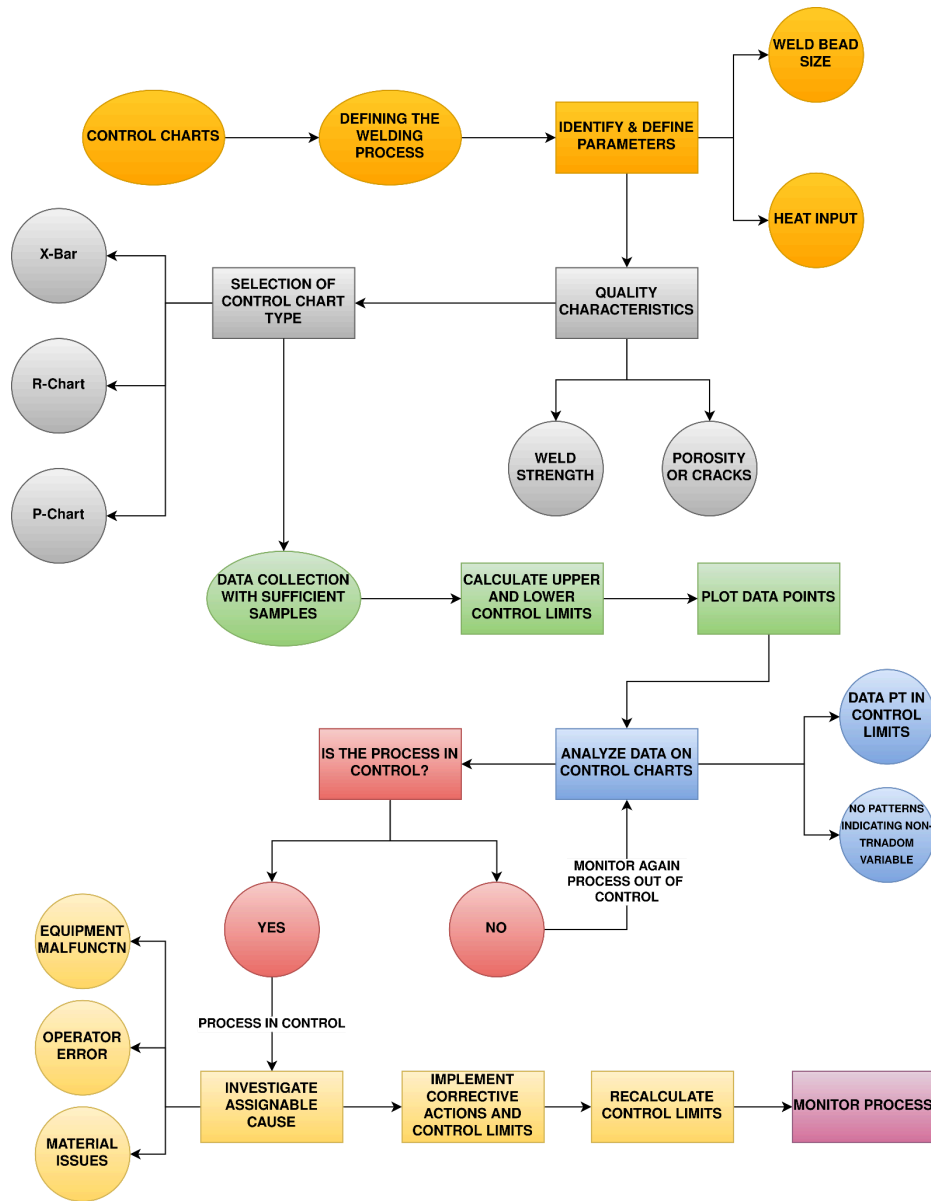 WELD BEAD
SIZE
CONTROL CHARTS
DEFINING THE
WELDING
PROCESS
IDENTIFY & DEFINE
PARAMETERS
HEAT INPUT
X-Bar
SELECTION OF
CONTROL CHART
TYPE
QUALITY
CHARACTERISTICS
R-Chart
WELD
STRENGTH
POROSITY
OR CRACKS
P-Chart
DATA COLLECTION
WITH SUFFICIENT
SAMPLES
CALCULATE UPPER
AND LOWER
CONTROL LIMITS
PLOT DATA POINTS
DATA PT IN
CONTROL
LIMITS
IS THE PROCESS IN
CONTROL?
ANALYZE DATA ON
CONTROL CHARTS
NO PATTERNS
INDICATING NON-
TRNADOM
VARIABLE
MONITOR AGAIN
PROCESS OUT OF
CONTROL
YES
NO
EQUIPMENT
MALFUNCTN
PROCESS IN CONTROL
OPERATOR
ERROR
INVESTIGATE
ASSIGNABLE
CAUSE
IMPLEMENT
CORRECTIVE
ACTIONS AND
CONTROL LIMITS
RECALCULATE
CONTROL LIMITS
MONITOR PROCESS
MATERIAL
ISSUES